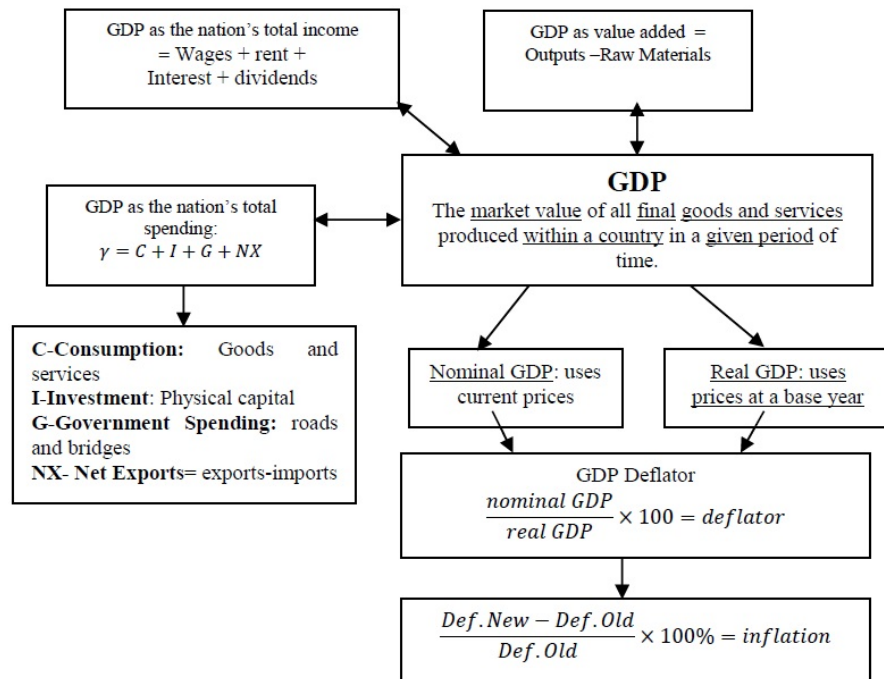 GDP as the nation’s total income
= Wages + rent +
Interest + dividends
GDP as value added =
Outputs –Raw Materials
GDP
The market value of all final goods and services
produced within a country in a given period of
time.
GDP as the nation’s total
spending:
γ = C + I + G + NX
C-Consumption: Goods and
services
I-Investment: Physical capital
G-Government Spending: roads
and bridges
NX- Net Exports= exports-imports
Nominal GDP: uses
current prices
Real GDP: uses
prices at a base year
GDP Deflator
nominal GDP
real GDP
× 100 = deflator
Def.New − Def.Old
Def.Old
× 100% = inflation